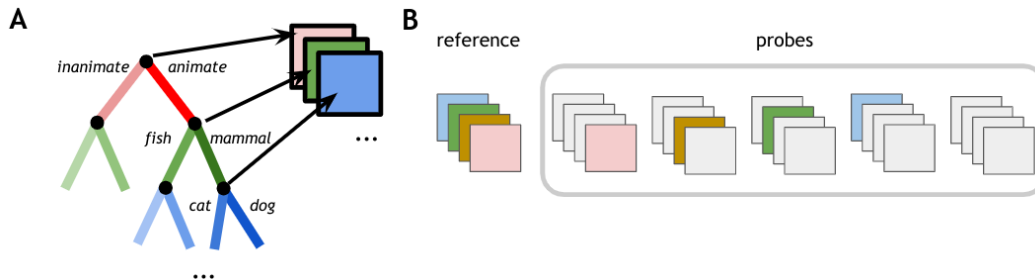 A
inanimate
animate
fish
mammal
cat
dog
...
...
B
reference
probes